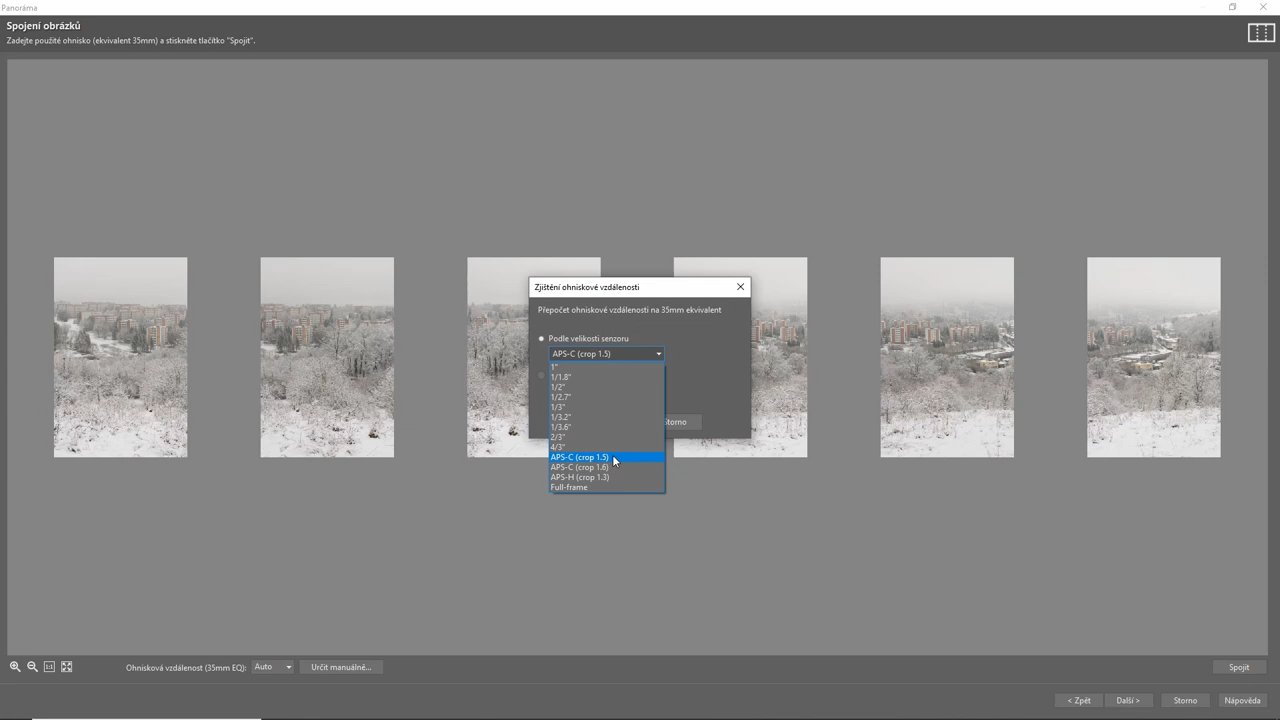 Panoráma
Spojení obrázků
Zadejte použité ohnisko (ekvivalent 35mm) a stiskněte tlačítko "Spojit".
Zjištění ohniskové vzdálenosti
Přepočet ohniskové vzdálenosti na 35mm ekvivalent
Podle velikosti senzoru
APS-C (crop 1.5)
1"
1/1.8"
1/2"
1/2.7"
1/3"
1/3.2"
1/3.6"
2/3"
4/3"
APS-C (crop 1.5)
APS-C (crop 1.6)
APS-H (crop 1.3)
Full-frame
Storno
1:1
Ohnisková vzdálenost (35mm EQ): Auto Určit manuálně... Spojit
< Zpět Další > Storno Nápověda